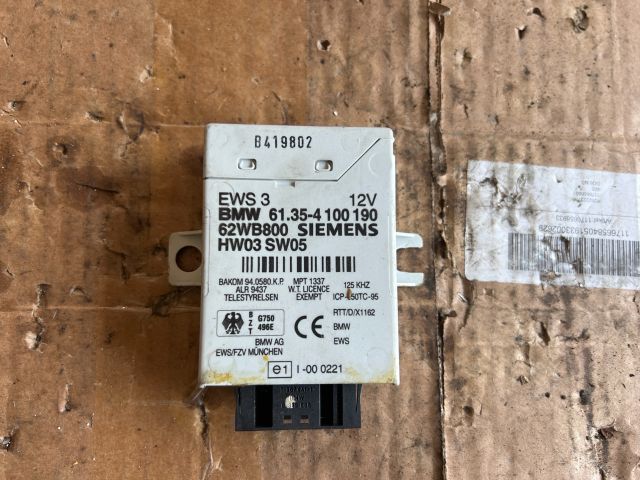 B419802
EWS 3 12V
BMW 61.35-4 100 190
62WB800 SIEMENS
HW03 SW05
BAKOM 94.0580.K.P. MPT 1337 125 KHZ
ALR 9437 W.T. LICENCE ICP-450TC-95
TELESTYRELSEN EXEMPT
RTT/D/X1162
B Z T G750 496E CE BMW
BMW AG EWS
EWS/FZV MÜNCHEN
e1 I-00 0221